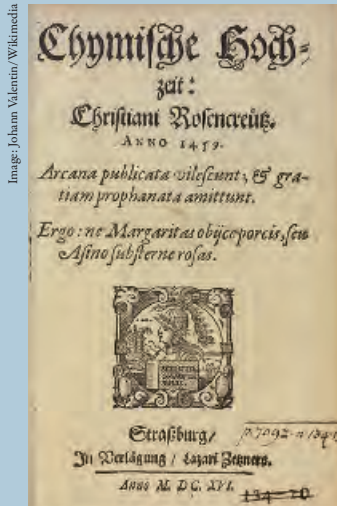 Image: Johann Valentin/Wikimedia
Chymische Hoch-
zeit:
Christiani Rosencreütz.
ANNO 1459.
Arcana publicata vilescunt; & gra-
tiam prophanata amittunt.
Ergo: ne Margaritas obijce porcis, seu
Asino substerne rosas.
Straßburg/
In Verlägung / Lazari Zetzners.
Anno M. DC. XVI.